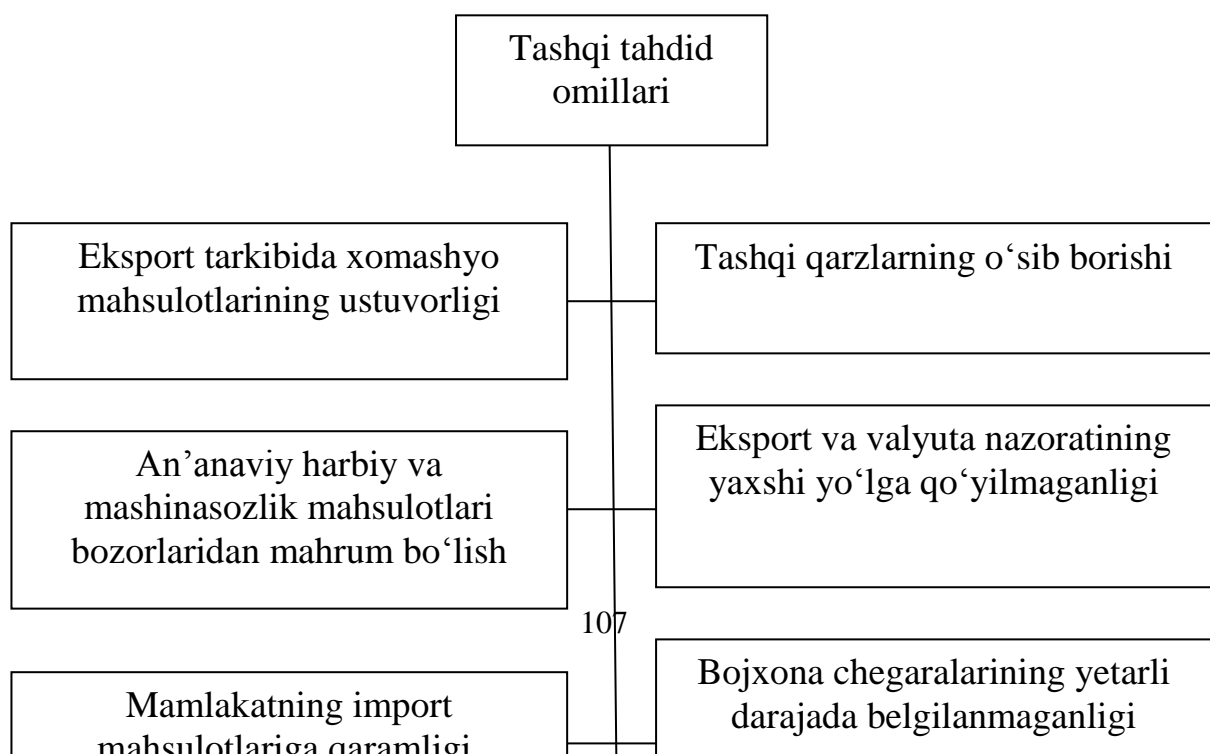 Tashqi tahdid
omillari
Eksport tarkibida xomashyo
mahsulotlarining ustuvorligi
Tashqi qarzlarning o‘sib borishi
An’anaviy harbiy va
mashinasozlik mahsulotlari
bozorlaridan mahrum bo‘lish
Eksport va valyuta nazoratining
yaxshi yo‘lga qo‘yilmaganligi
107
Mamlakatning import
mahsulotlariga qaramligi
Bojxona chegaralarining yetarli
darajada belgilanmaganligi